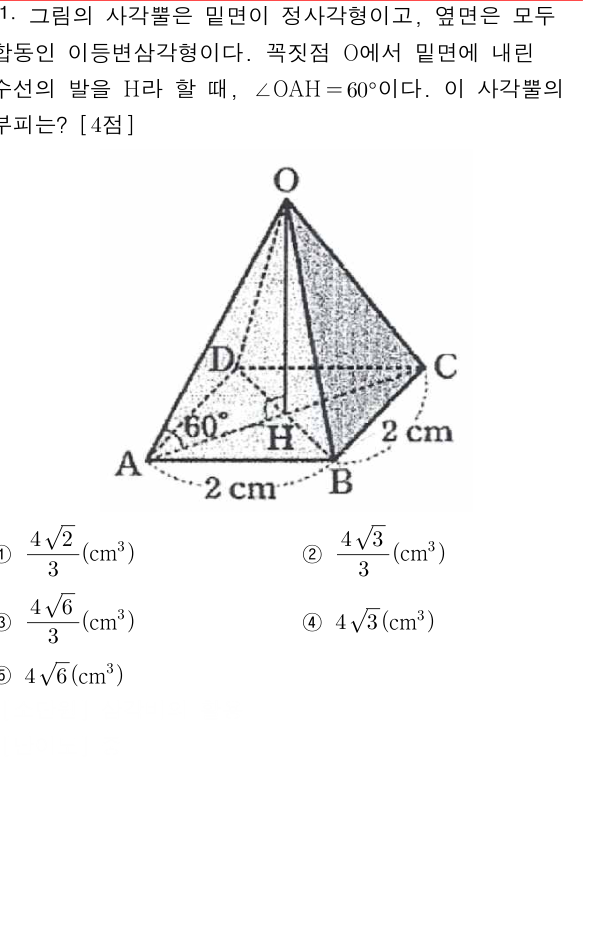 1. 그림의 사각뿔은 밑면이 정사각형이고, 옆면은 모두
합동인 이등변삼각형이다. 꼭짓점 O에서 밑면에 내린
수선의 발을 H라 할 때, ∠OAH=60°이다. 이 사각뿔의
부피는? [4점]
O
D
C
60°
H
2 cm
A
B
2 cm
① 4√2/3 (cm³)
② 4√3/3 (cm³)
③ 4√6/3 (cm³)
④ 4√3 (cm³)
⑤ 4√6 (cm³)